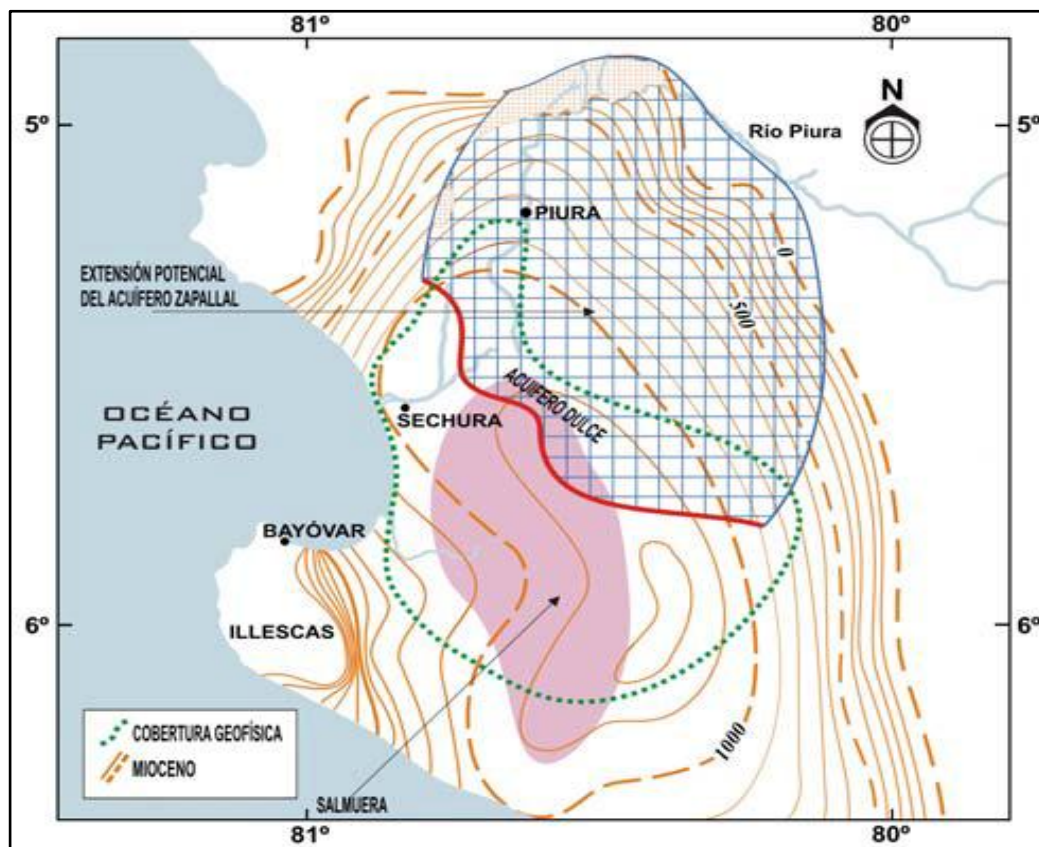 81º
80º
5º
5º
N
Río Piura
PIURA
0
EXTENSIÓN POTENCIAL
DEL ACUÍFERO ZAPALLAL
500
ACUIFERO DULCE
OCÉANO
PACÍFICO
SECHURA
BAYÓVAR
6º
6º
ILLESCAS
1000
COBERTURA GEOFÍSICA
MIOCENO
SALMUERA
81º
80º